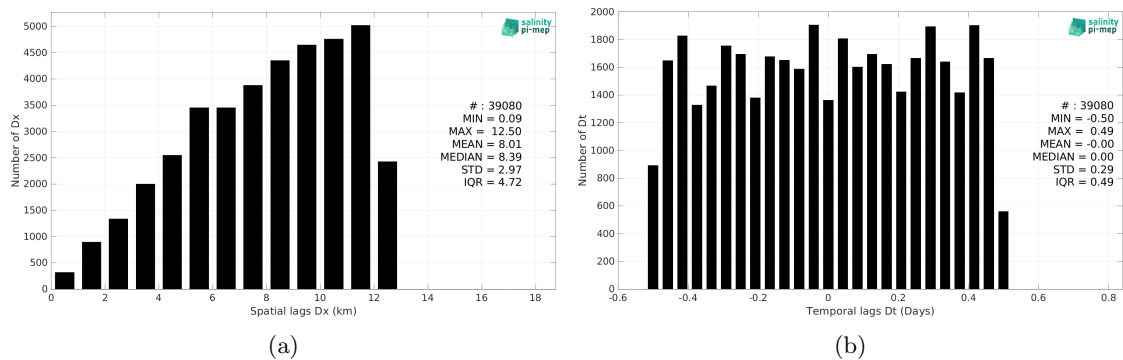 5000
4500
4000
3500
3000
2500
2000
1500
1000
500
0
Number of Dx
0 2 4 6 8 10 12 14 16 18
Spatial lags Dx (km)
salinity
pi-mep
# : 39080
MIN = 0.09
MAX = 12.50
MEAN = 8.01
MEDIAN = 8.39
STD = 2.97
IQR = 4.72
(a)
2000
1800
1600
1400
1200
1000
800
600
400
200
0
Number of Dt
-0.6 -0.4 -0.2 0 0.2 0.4 0.6 0.8
Temporal lags Dt (Days)
salinity
pi-mep
# : 39080
MIN = -0.50
MAX = 0.49
MEAN = -0.00
MEDIAN = 0.00
STD = 0.29
IQR = 0.49
(b)